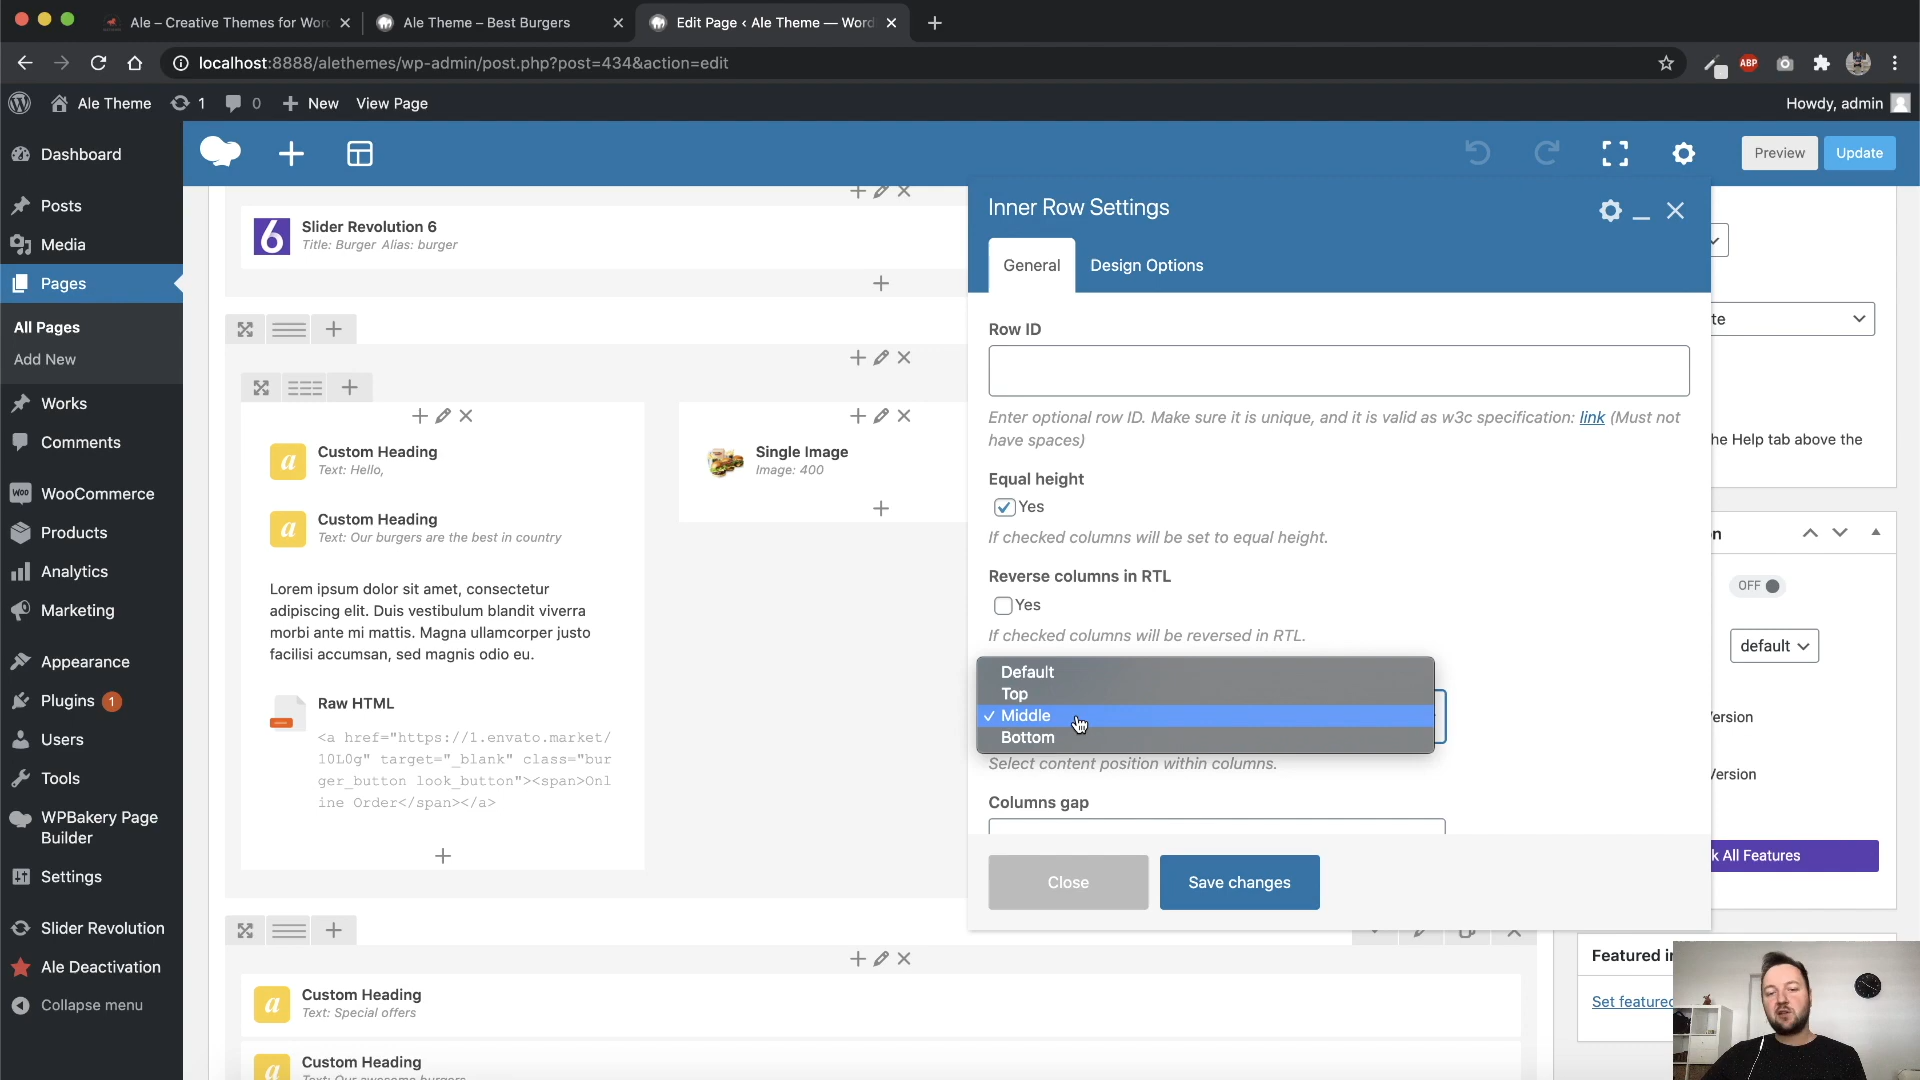 Ale – Creative Themes for Wor
Ale Theme – Best Burgers
Edit Page ‹ Ale Theme — Word
localhost:8888/alethemes/wp-admin/post.php?post=434&action=edit
ABP
Ale Theme
1
0
New
View Page
Howdy, admin
Dashboard
Posts
Media
Pages
All Pages
Add New
Works
Comments
WooCommerce
Products
Analytics
Marketing
Appearance
Plugins 1
Users
Tools
WPBakery Page
Builder
Settings
Slider Revolution
Ale Deactivation
Collapse menu
Preview
Update
6
Slider Revolution 6
Title: Burger Alias: burger
a
Custom Heading
Text: Hello,
a
Custom Heading
Text: Our burgers are the best in country
Lorem ipsum dolor sit amet, consectetur
adipiscing elit. Duis vestibulum blandit viverra
morbi ante mi mattis. Magna ullamcorper justo
facilisi accumsan, sed magnis odio eu.
Raw HTML
<a href="https://1.envato.market/
10L0g" target="_blank" class="bur
ger_button look_button"><span>Onl
ine Order</span></a>
Single Image
Image: 400
a
Custom Heading
Text: Special offers
a
Custom Heading
Text: Our awesome burgers
Inner Row Settings
General
Design Options
Row ID
Enter optional row ID. Make sure it is unique, and it is valid as w3c specification: link (Must not
have spaces)
Equal height
Yes
If checked columns will be set to equal height.
Reverse columns in RTL
Yes
If checked columns will be reversed in RTL.
Default
Top
✓ Middle
Bottom
Select content position within columns.
Columns gap
Close
Save changes
te
he Help tab above the
n
OFF
default
ersion
ersion
k All Features
Featured i
Set featured